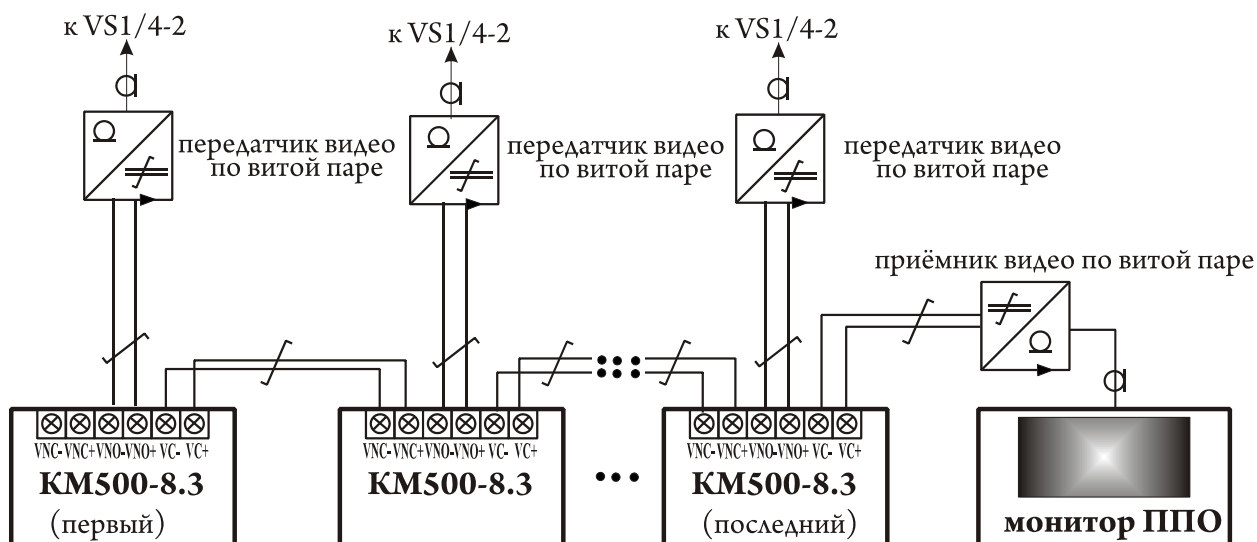 к VS1/4-2
к VS1/4-2
к VS1/4-2
передатчик видео
по витой паре
передатчик видео
по витой паре
передатчик видео
по витой паре
приёмник видео по витой паре
VNC- VNC+ VNO- VNO+ VC- VC+
КМ500-8.3
(первый)
VNC- VNC+ VNO- VNO+ VC- VC+
КМ500-8.3
VNC- VNC+ VNO- VNO+ VC- VC+
КМ500-8.3
(последний)
монитор ППО